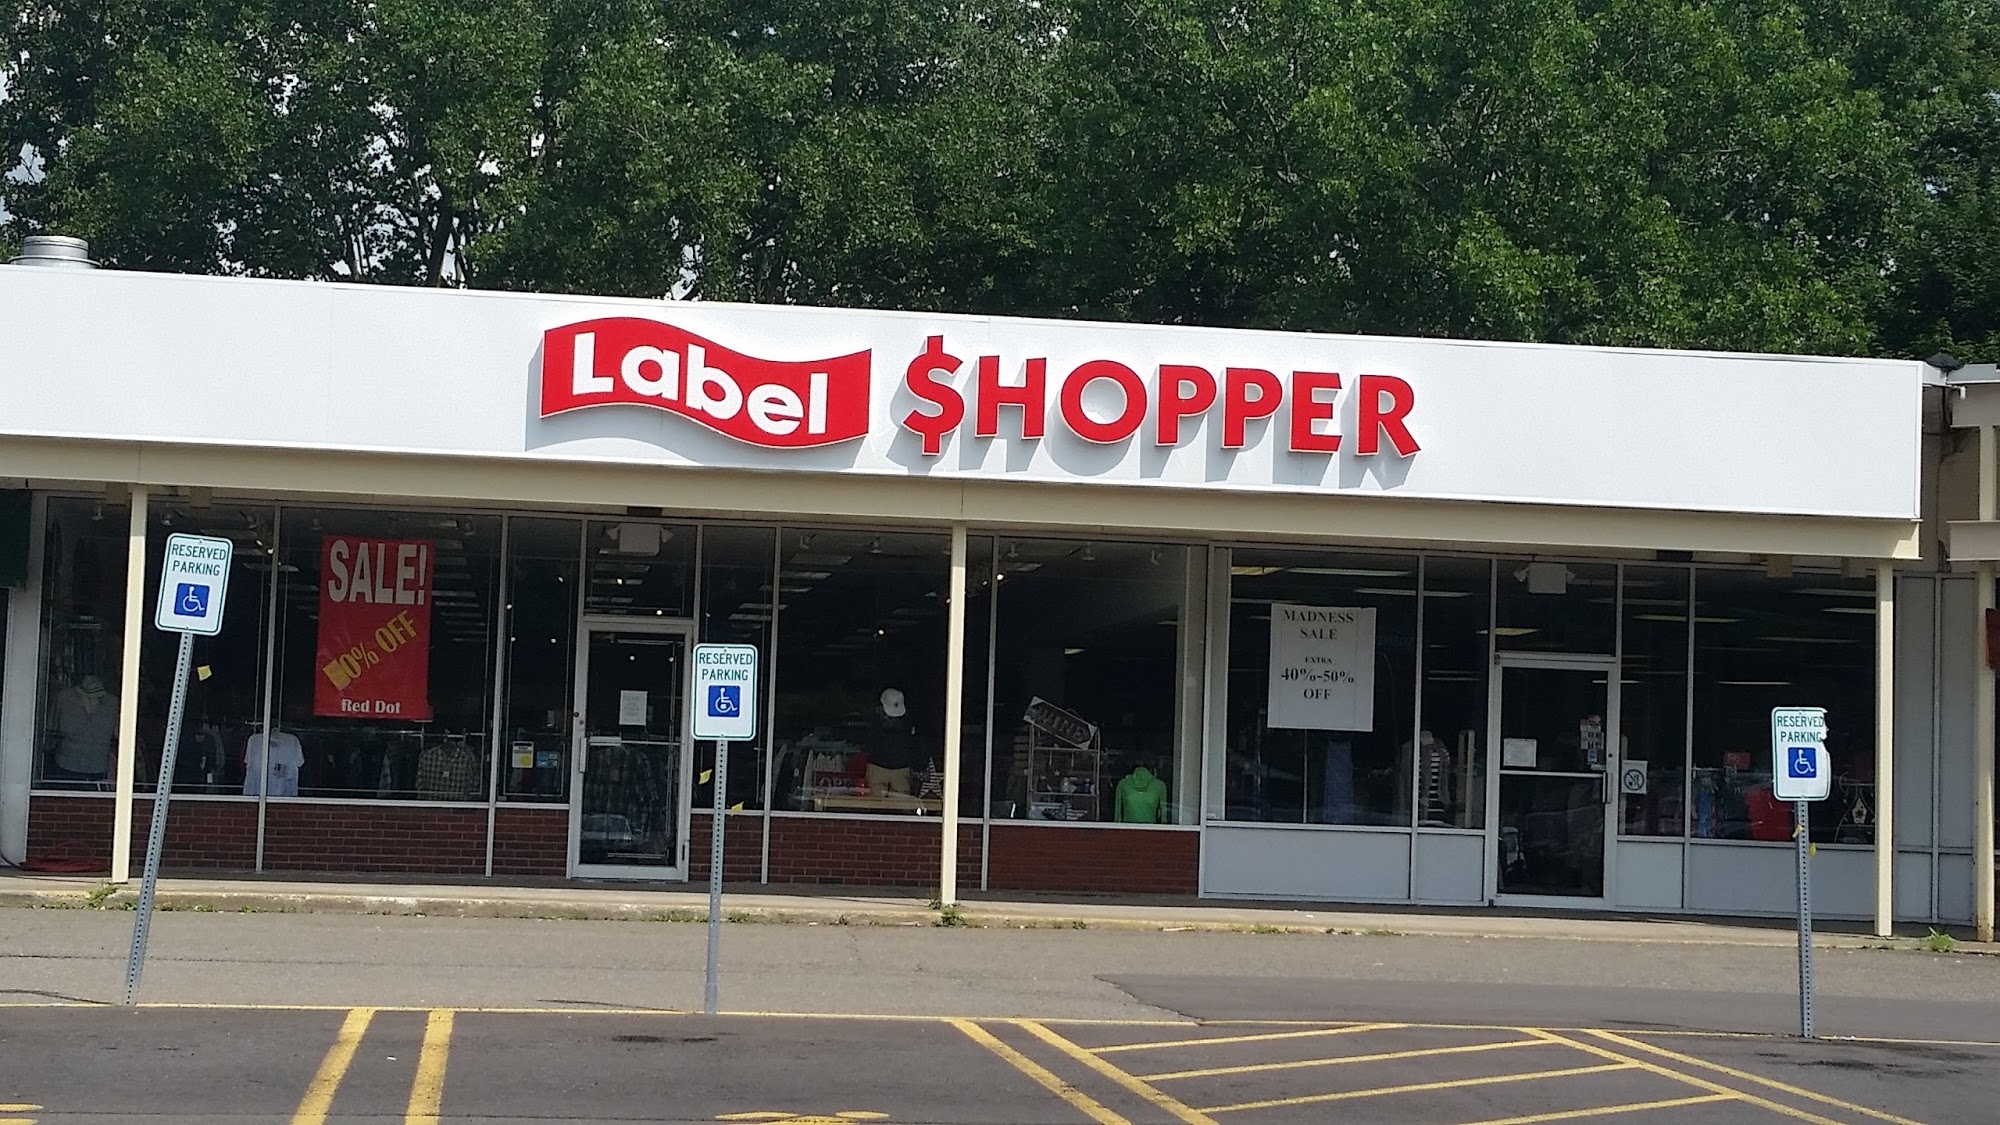 Label $HOPPER
RESERVED
PARKING
SALE!
0% OFF
Red Dot
RESERVED
PARKING
MADNESS
SALE
EXTRA
40%-50%
OFF
RESERVED
PARKING